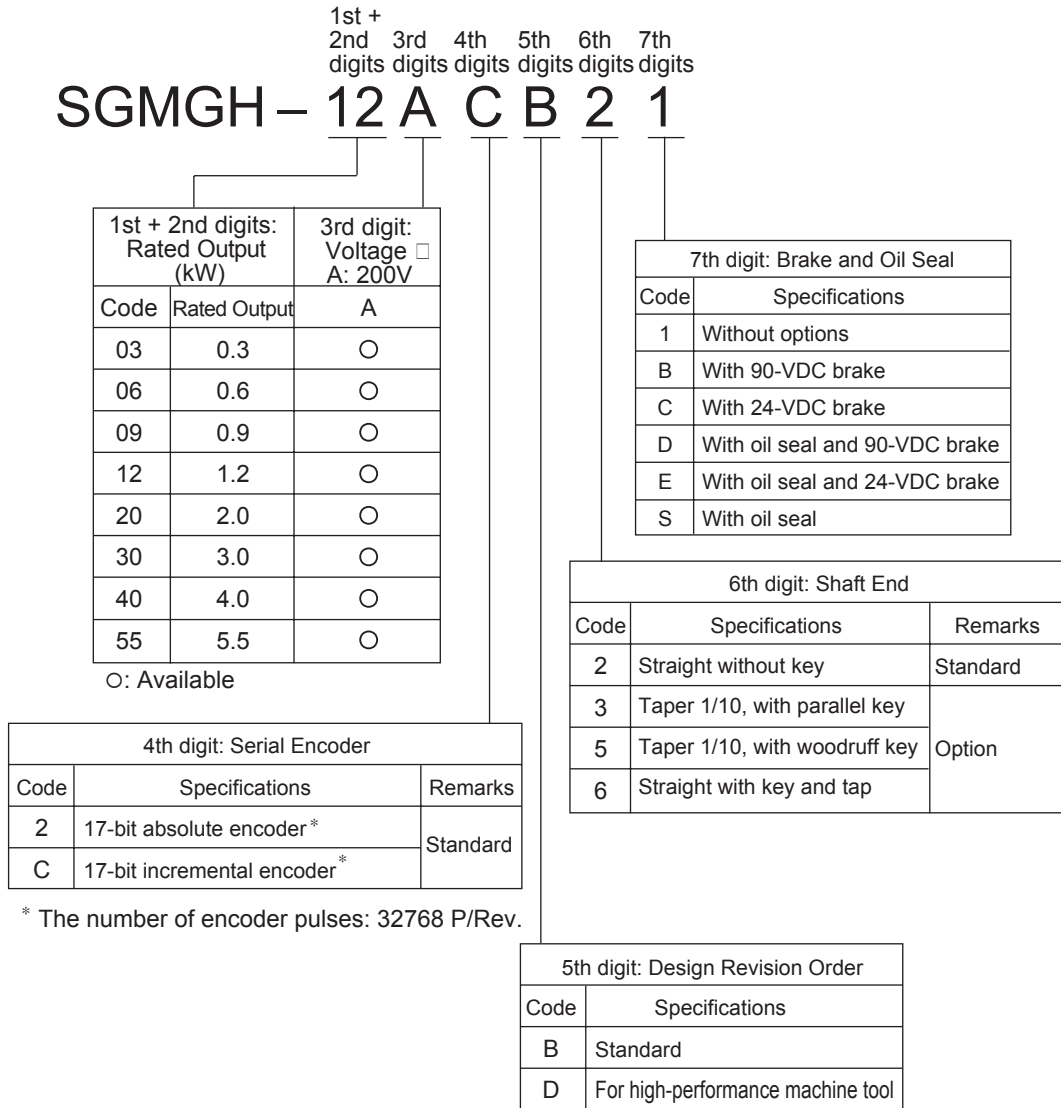 1st +
2nd 3rd 4th 5th 6th 7th
digits digits digits digits digits digits
SGMGH – 12 A C B 2 1
1st + 2nd digits:
Rated Output
(kW)
3rd digit:
Voltage □
A: 200V
Code Rated Output A
03 0.3 ○
06 0.6 ○
09 0.9 ○
12 1.2 ○
20 2.0 ○
30 3.0 ○
40 4.0 ○
55 5.5 ○
○: Available
7th digit: Brake and Oil Seal
Code Specifications
1 Without options
B With 90-VDC brake
C With 24-VDC brake
D With oil seal and 90-VDC brake
E With oil seal and 24-VDC brake
S With oil seal
6th digit: Shaft End
Code Specifications Remarks
2 Straight without key Standard
3 Taper 1/10, with parallel key
5 Taper 1/10, with woodruff key Option
6 Straight with key and tap
4th digit: Serial Encoder
Code Specifications Remarks
2 17-bit absolute encoder*
Standard
C 17-bit incremental encoder*
* The number of encoder pulses: 32768 P/Rev.
5th digit: Design Revision Order
Code Specifications
B Standard
D For high-performance machine tool